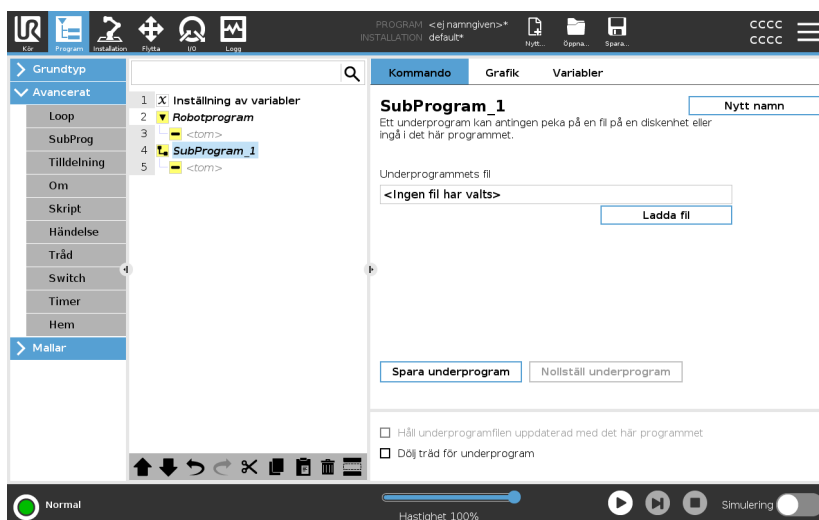 UR
PROGRAM <ej namngiven>*
INSTALLATION default*
CCCC
CCCC
Kör
Program
Installation
Flytta
I/O
Logg
Nytt...
Öppna...
Spara...
Grundtyp
Avancerat
Loop
SubProg
Tilldelning
Om
Skript
Händelse
Tråd
Switch
Timer
Hem
Mallar
1 X Inställning av variabler
2 Robotprogram
3 <tom>
4 SubProgram_1
5 <tom>
Kommando Grafik Variabler
SubProgram_1
Nytt namn
Ett underprogram kan antingen peka på en fil på en diskenhet eller
ingå i det här programmet.
Underprogrammets fil
<Ingen fil har valts>
Ladda fil
Spara underprogram
Nollställ underprogram
Håll underprogramfilen uppdaterad med det här programmet
Dölj träd för underprogram
Normal
Hastighet 100%
Simulering